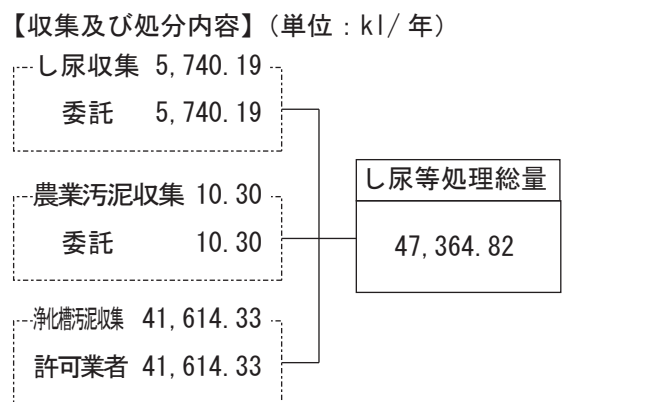 【収集及び処分内容】(単位：kl/年)
し尿収集 5,740.19
委託 5,740.19
農業汚泥収集 10.30
委託 10.30
浄化槽汚泥収集 41,614.33
許可業者 41,614.33
し尿等処理総量
47,364.82